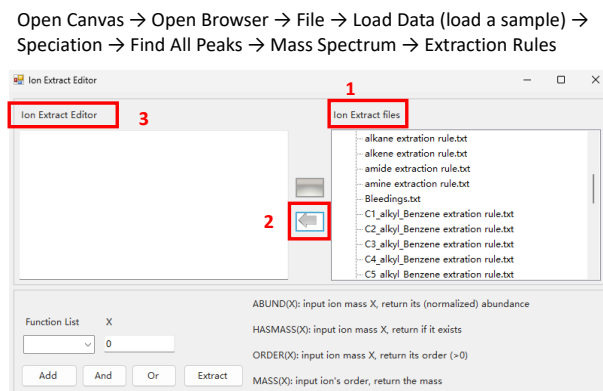 Open Canvas → Open Browser → File → Load Data (load a sample) →
Speciation → Find All Peaks → Mass Spectrum → Extraction Rules
Ion Extract Editor
1
Ion Extract Editor
3
Ion Extract files
alkane extration rule.txt
alkene extration rule.txt
amide extraction rule.txt
amine extraction rule.txt
Bleedings.txt
C1_alkyl_Benzene extration rule.txt
C2_alkyl_Benzene extration rule.txt
C3_alkyl_Benzene extration rule.txt
C4_alkyl_Benzene extration rule.txt
C5 alkyl Benzene extration rule.txt
2
Function List
X
0
Add
And
Or
Extract
ABUND(X): input ion mass X, return its (normalized) abundance
HASMASS(X): input ion mass X, return if it exists
ORDER(X): input ion mass X, return its order (>0)
MASS(X): input ion's order, return the mass